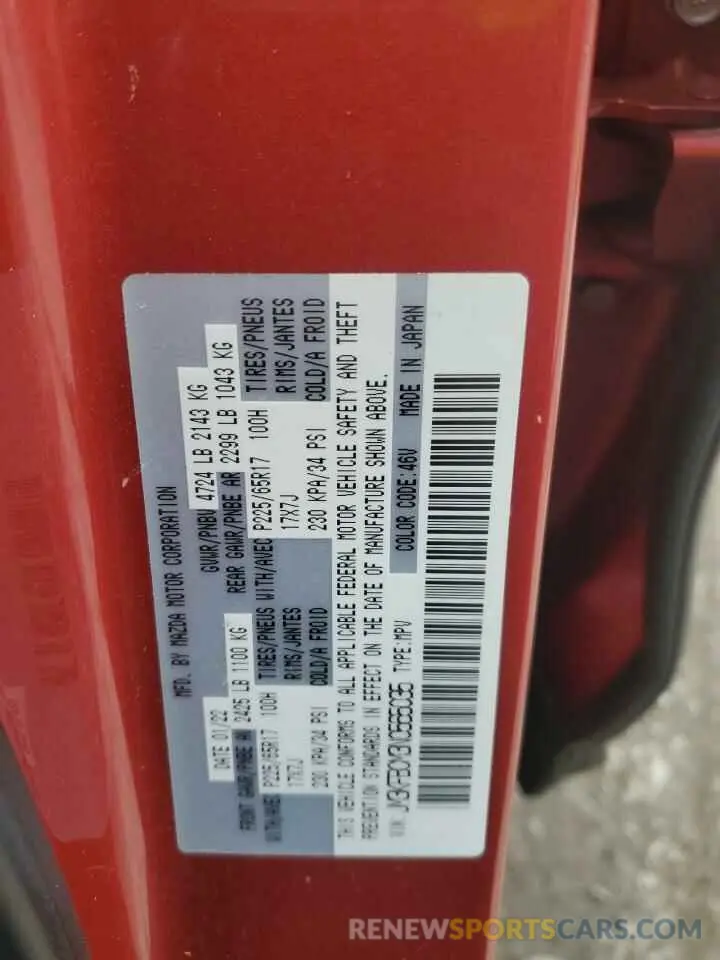 MFD. BY MAZDA MOTOR CORPORATION
DATE 01/22 GVWR/PNBV 4724 LB 2143 KG
FRONT GAWR/PNBE AV 2425 LB 1100 KG REAR GAWR/PNBE AR 2299 LB 1043 KG
WITH/AVEC P225/65R17 100H TIRES/PNEUS WITH/AVEC P225/65R17 100H TIRES/PNEUS
17X7J RIMS/JANTES 17X7J RIMS/JANTES
230 KPA/34 PSI COLD/A FROID 230 KPA/34 PSI COLD/A FROID
THIS VEHICLE CONFORMS TO ALL APPLICABLE FEDERAL MOTOR VEHICLE SAFETY AND THEFT
PREVENTION STANDARDS IN EFFECT ON THE DATE OF MANUFACTURE SHOWN ABOVE.
TYPE:MPV COLOR CODE:46V MADE IN JAPAN
RENEWSPORTSCARS.COM